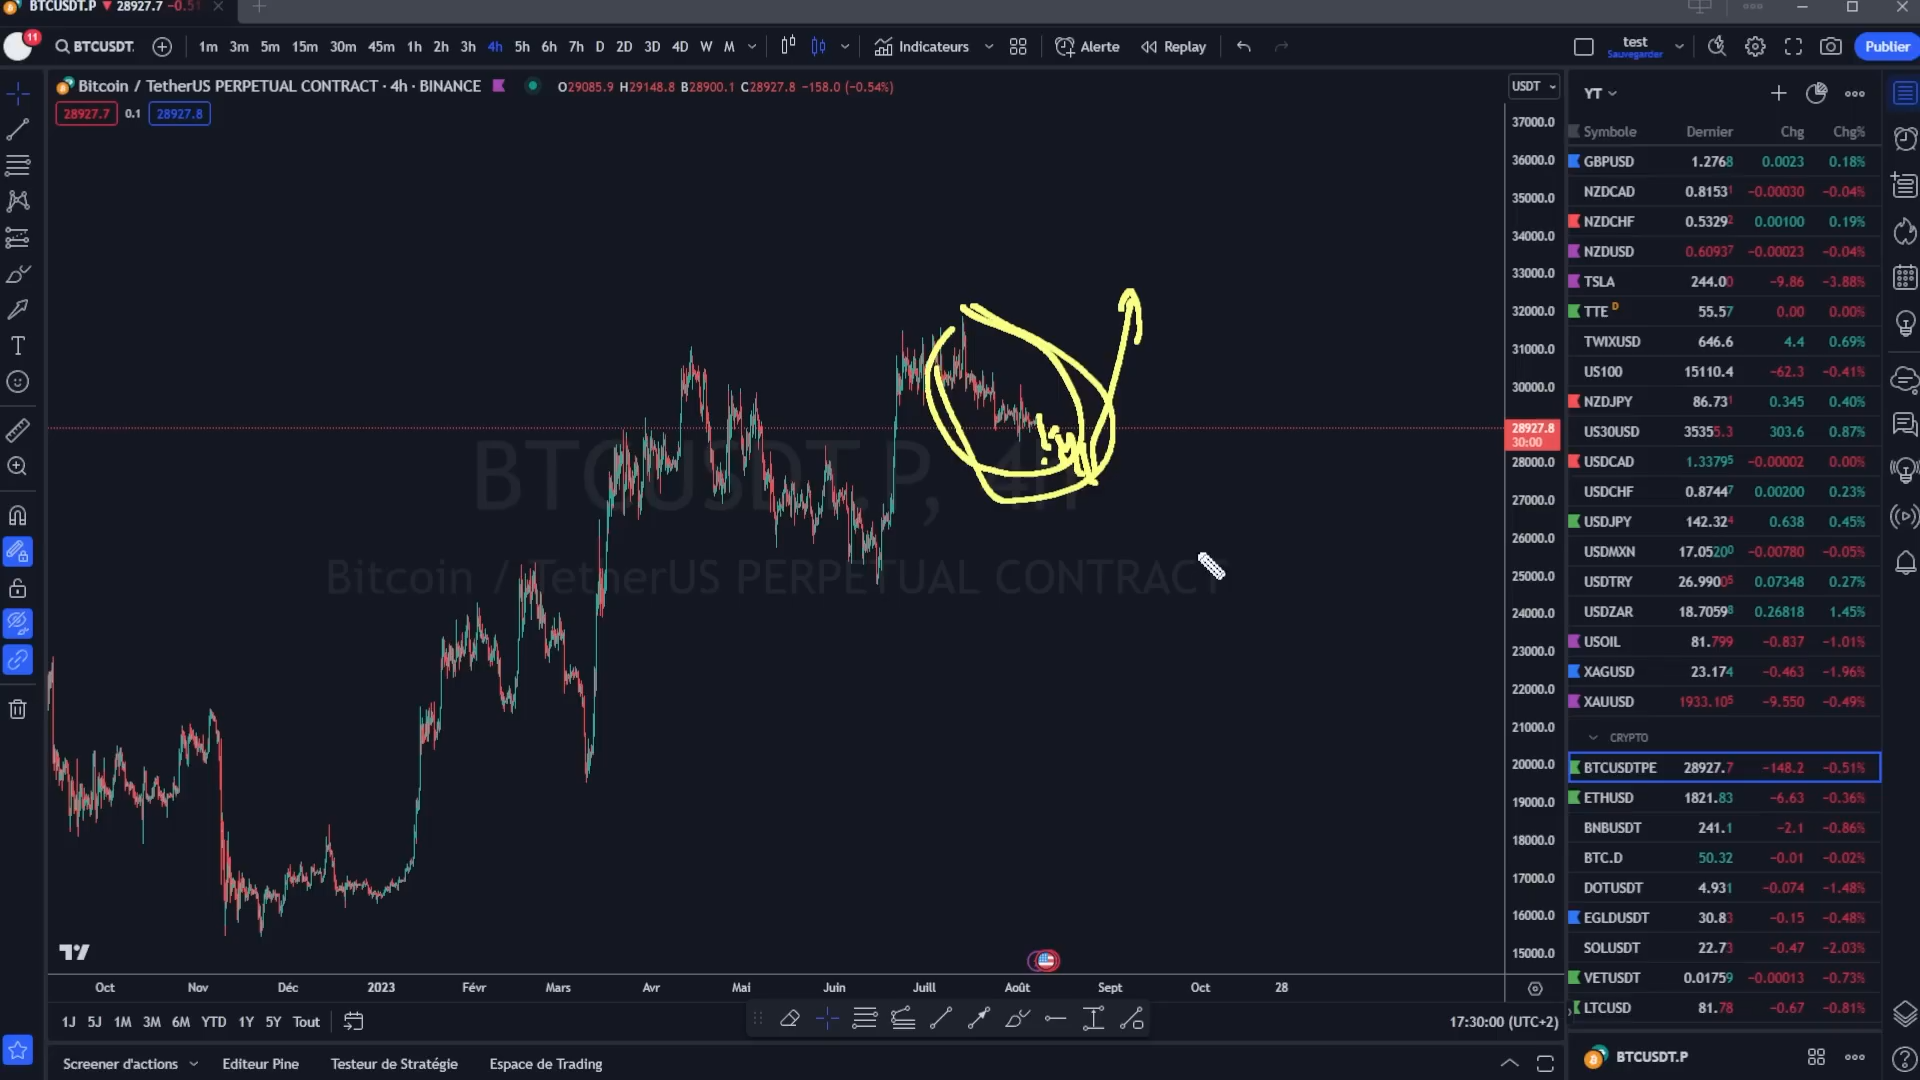 BTCUSDT.P ▼ 28927.7 −0.51
11
BTCUSDT.
1m 3m 5m 15m 30m 45m 1h 2h 3h 4h 5h 6h 7h D 2D 3D 4D W M
Indicateurs
Alerte
Replay
test
Sauvegarder
Publier
Bitcoin / TetherUS PERPETUAL CONTRACT · 4h · BINANCE
O29085.9 H29148.8 B28900.1 C28927.8 −158.0 (−0.54%)
28927.7 0.1 28927.8
USDT
37000.0
36000.0
35000.0
34000.0
33000.0
32000.0
31000.0
30000.0
28927.8
30:00
28000.0
27000.0
26000.0
25000.0
24000.0
23000.0
22000.0
21000.0
20000.0
19000.0
18000.0
17000.0
16000.0
15000.0
BTCUSDT.P, 4h
Bitcoin / TetherUS PERPETUAL CONTRACT
Oct Nov Déc 2023 Févr Mars Avr Mai Juin Juill Août Sept Oct 28
1J 5J 1M 3M 6M YTD 1Y 5Y Tout
17:30:00 (UTC+2)
Screener d'actions Editeur Pine Testeur de Stratégie Espace de Trading
YT
Symbole Dernier Chg Chg%
GBPUSD 1.2768 0.0023 0.18%
NZDCAD 0.8153¹ −0.00030 −0.04%
NZDCHF 0.5329² 0.00100 0.19%
NZDUSD 0.6093⁷ −0.00023 −0.04%
TSLA 244.00 −9.86 −3.88%
TTE D 55.57 0.00 0.00%
TWIXUSD 646.6 4.4 0.69%
US100 15110.4 −62.3 −0.41%
NZDJPY 86.73¹ 0.345 0.40%
US30USD 35355.3 303.6 0.87%
USDCAD 1.3379⁵ −0.00002 0.00%
USDCHF 0.8744⁷ 0.00200 0.23%
USDJPY 142.32⁴ 0.638 0.45%
USDMXN 17.0520⁰ −0.00780 −0.05%
USDTRY 26.990⁰⁵ 0.07348 0.27%
USDZAR 18.7059⁸ 0.26818 1.45%
USOIL 81.799 −0.837 −1.01%
XAGUSD 23.174 −0.463 −1.96%
XAUUSD 1933.10⁵ −9.550 −0.49%
CRYPTO
BTCUSDTPE 28927.7 −148.2 −0.51%
ETHUSD 1821.83 −6.63 −0.36%
BNBUSDT 241.1 −2.1 −0.86%
BTC.D 50.32 −0.01 −0.02%
DOTUSDT 4.931 −0.074 −1.48%
EGLDUSDT 30.83 −0.15 −0.48%
SOLUSDT 22.73 −0.47 −2.03%
VETUSDT 0.01759 −0.00013 −0.73%
LTCUSD 81.78 −0.67 −0.81%
BTCUSDT.P